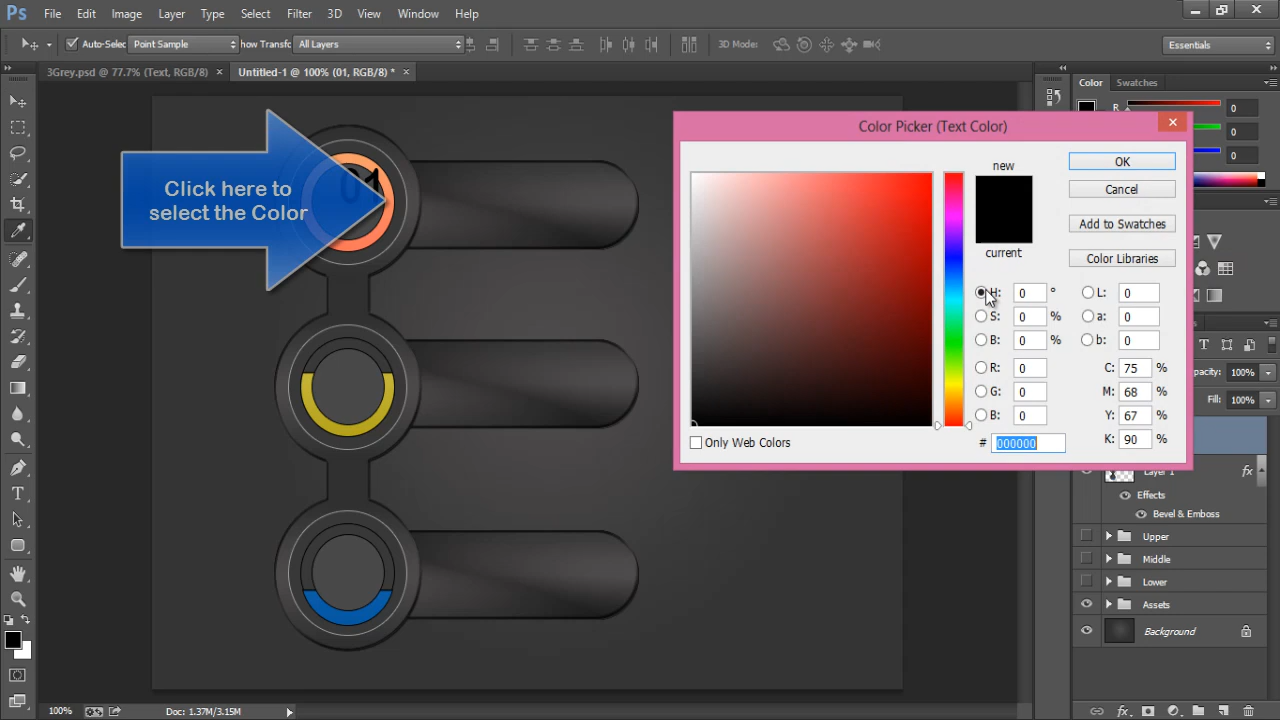 Ps File Edit Image Layer Type Select Filter 3D View Window Help
Auto-Selec Point Sample how Transfo All Layers 3D Mode: Essentials
3Grey.psd @ 77.7% (Text, RGB/8) × Untitled-1 @ 100% (01, RGB/8) * ×
Color Swatches
R 0
0
0
Click here to
select the Color
01
Color Picker (Text Color)
new
current
OK
Cancel
Add to Swatches
Color Libraries
H: 0 ° L: 0
S: 0 % a: 0
B: 0 % b: 0
R: 0 C: 75 %
G: 0 M: 68 %
B: 0 Y: 67 %
# 000000 K: 90 %
Only Web Colors
pacity: 100%
Fill: 100%
Layer 1 fx
Effects
Bevel & Emboss
Upper
Middle
Lower
Assets
Background
100% Doc: 1.37M/3.15M